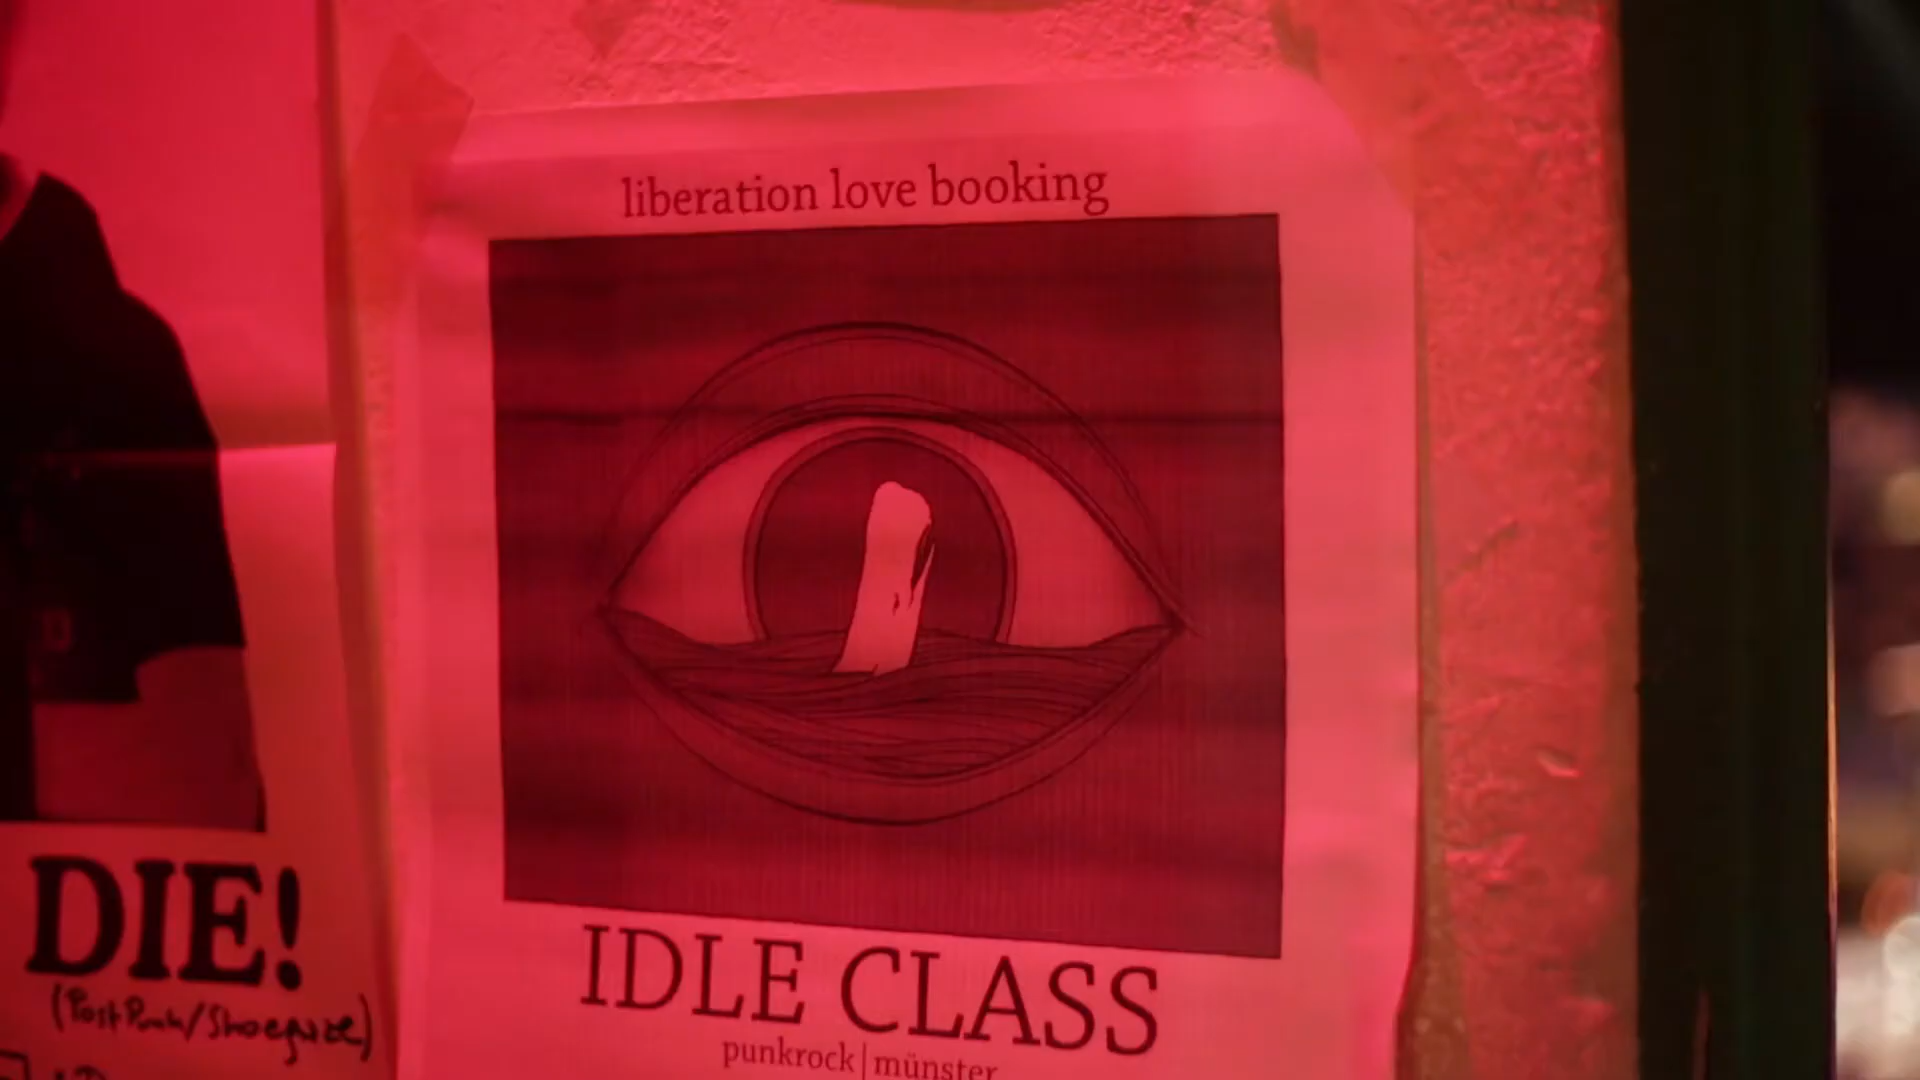 liberation love booking
IDLE CLASS
punkrock | münster
DIE!
(PostPunk/Shoegaze)